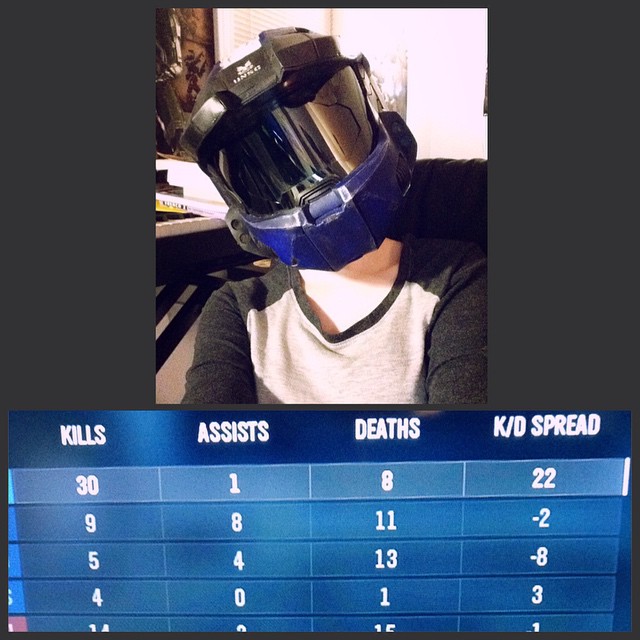 UNSC
KILLS ASSISTS DEATHS K/D SPREAD
30 1 8 22
9 8 11 -2
5 4 13 -8
4 0 1 3